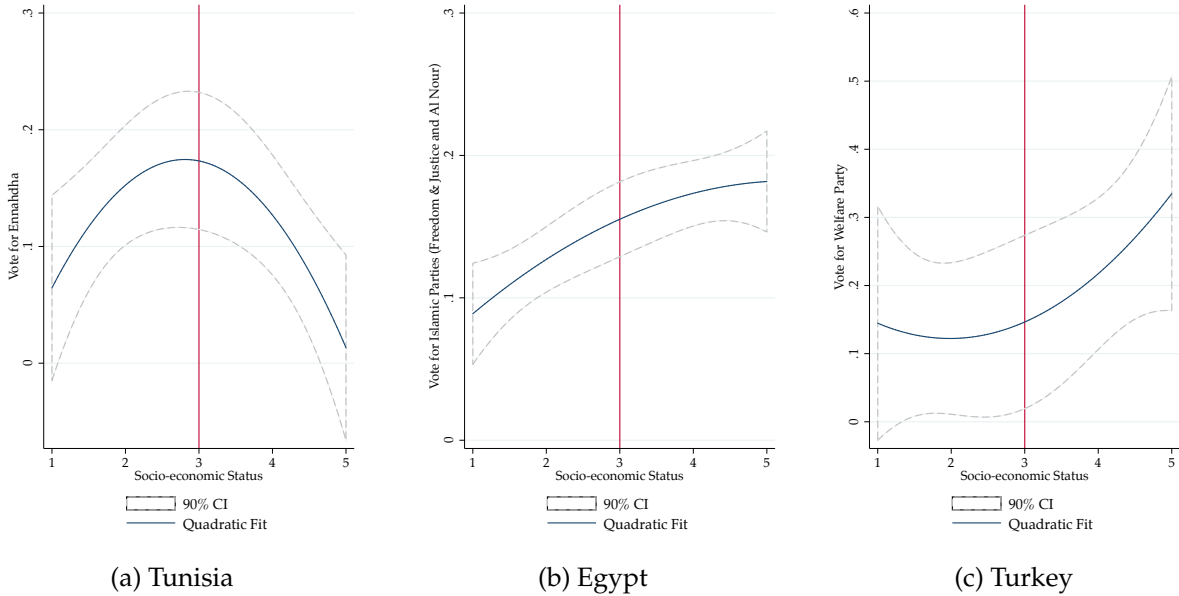 .3
.2
.1
0
Vote for Ennahdha
1 2 3 4 5
Socio-economic Status
90% CI
Quadratic Fit
(a) Tunisia
.3
.2
.1
0
Vote for Islamic Parties (Freedom & Justice and Al Nour)
1 2 3 4 5
Socio-economic Status
90% CI
Quadratic Fit
(b) Egypt
.6
.5
.4
.3
.2
.1
0
Vote for Welfare Party
1 2 3 4 5
Socio-economic Status
90% CI
Quadratic Fit
(c) Turkey